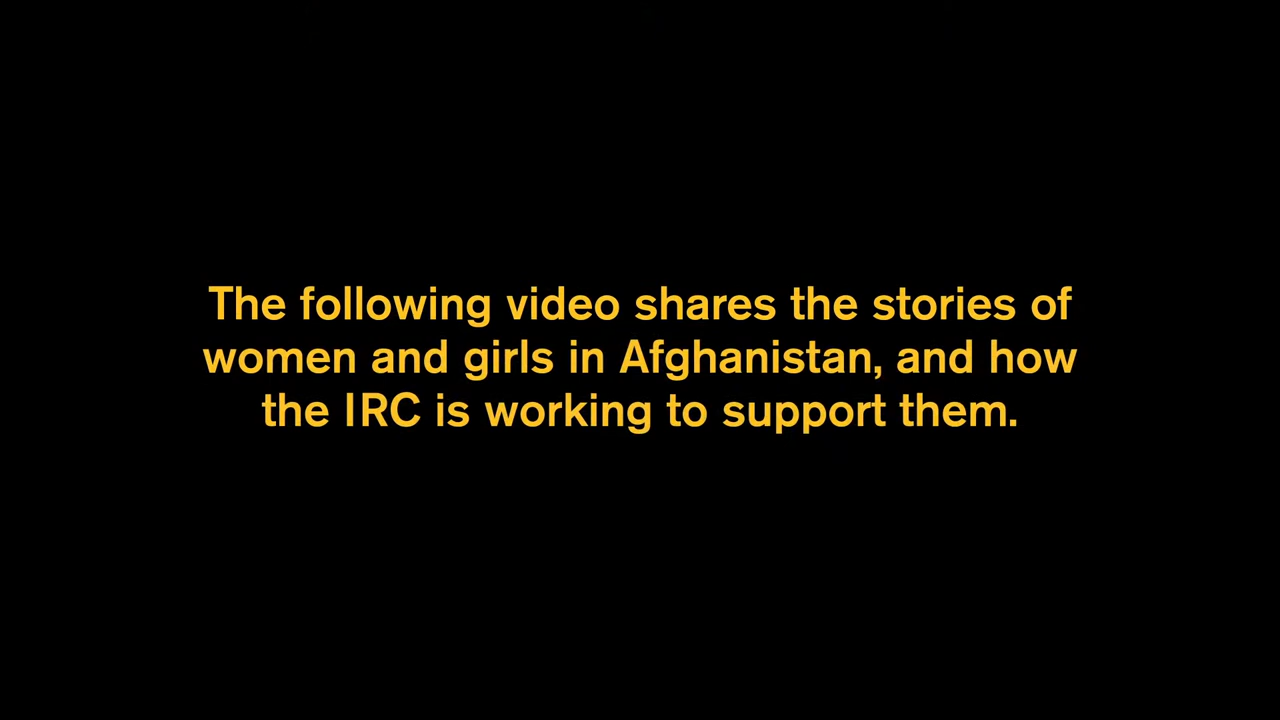 The following video shares the stories of
women and girls in Afghanistan, and how
the IRC is working to support them.